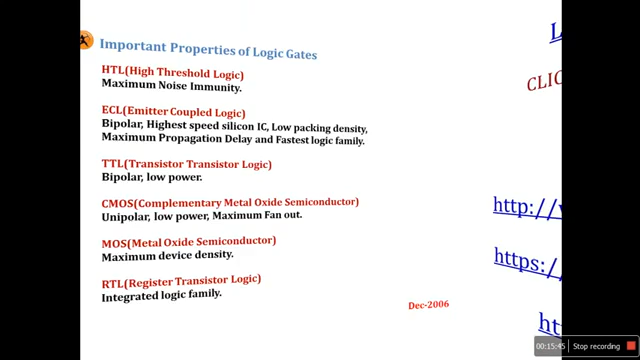 Important Properties of Logic Gates
HTL(High Threshold Logic)
Maximum Noise Immunity.
ECL(Emitter Coupled Logic)
Bipolar, Highest speed silicon IC, Low packing density,
Maximum Propagation Delay and Fastest logic family.
TTL(Transistor Transistor Logic)
Bipolar, low power.
CMOS(Complementary Metal Oxide Semiconductor)
Unipolar, low power, Maximum Fan out.
MOS(Metal Oxide Semiconductor)
Maximum device density.
RTL(Register Transistor Logic)
Integrated logic family.
Dec-2006
L
CLIC
http://
https:/
ht
00:15:45 Stop recording